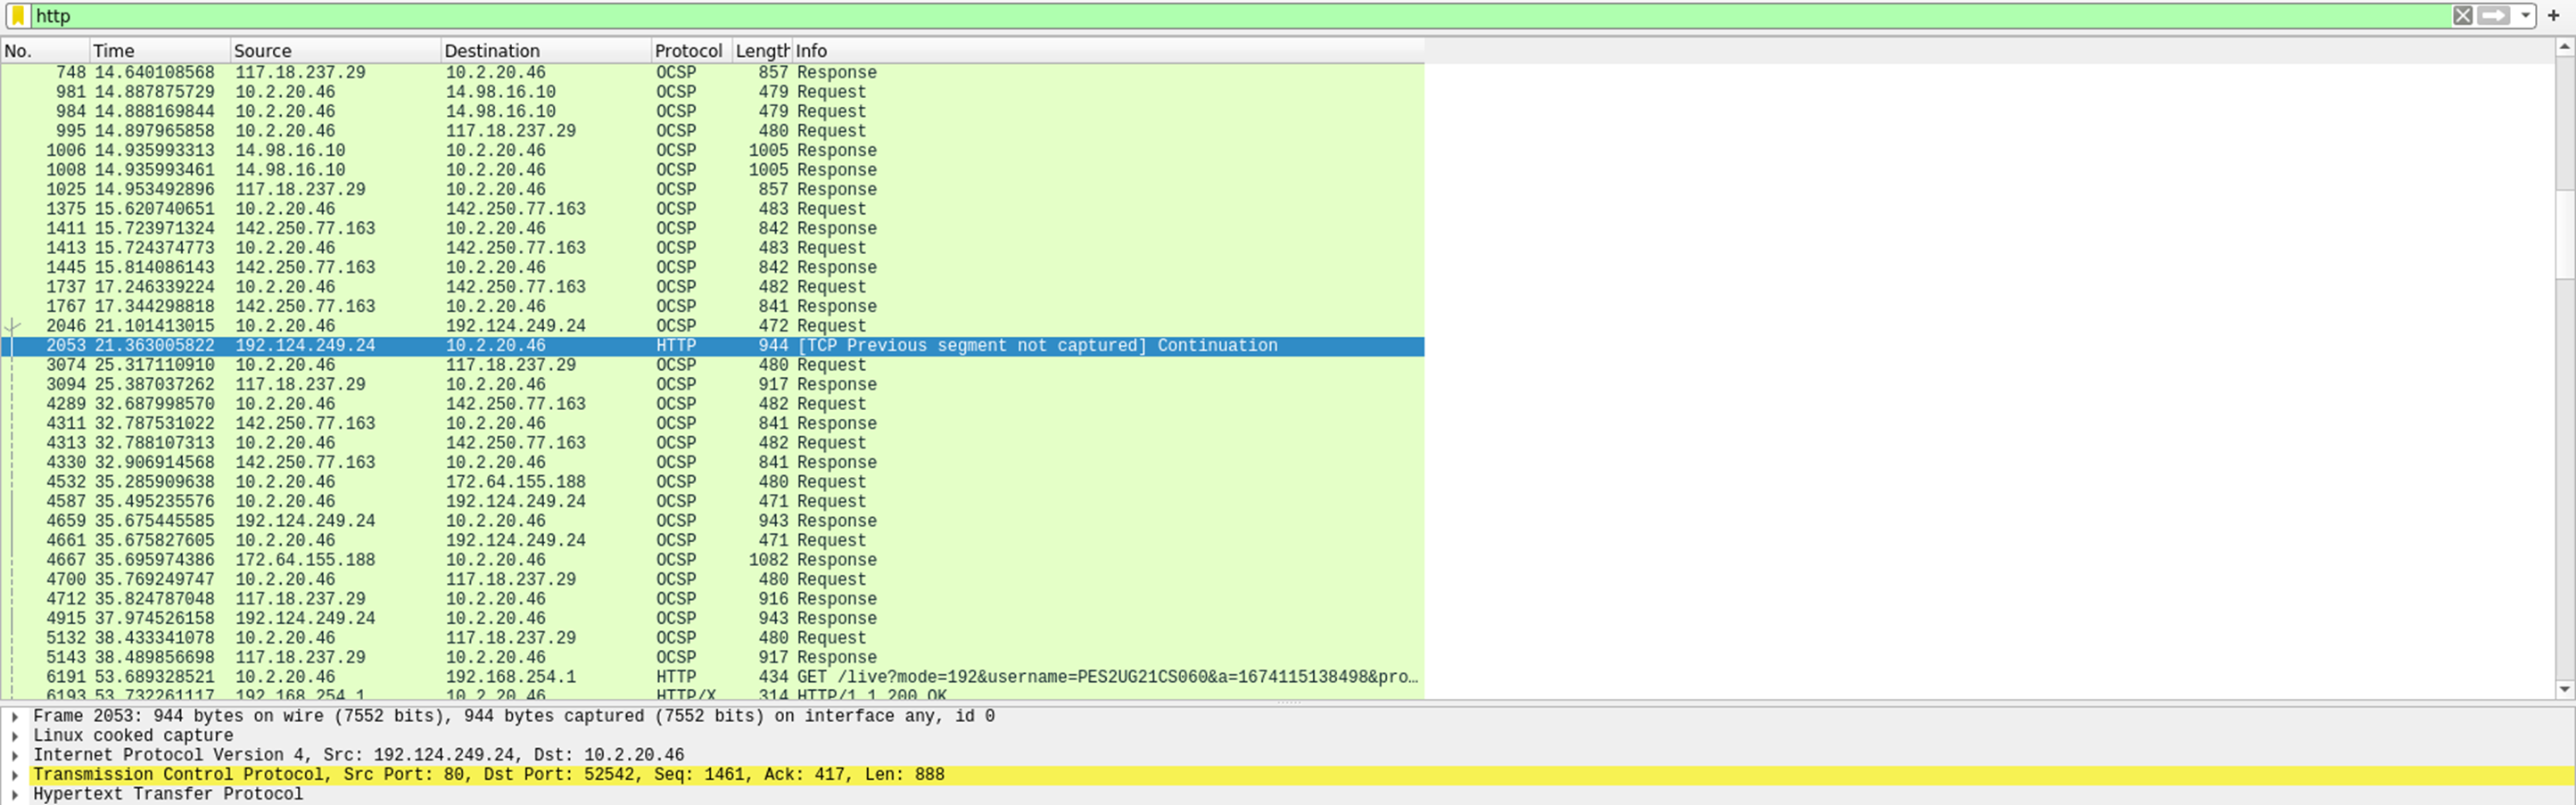 http
No. Time Source Destination Protocol Length Info
748 14.640108568 117.18.237.29 10.2.20.46 OCSP 857 Response
981 14.887875729 10.2.20.46 14.98.16.10 OCSP 479 Request
984 14.888169844 10.2.20.46 14.98.16.10 OCSP 479 Request
995 14.897965858 10.2.20.46 117.18.237.29 OCSP 480 Request
1006 14.935993313 14.98.16.10 10.2.20.46 OCSP 1005 Response
1008 14.935993461 14.98.16.10 10.2.20.46 OCSP 1005 Response
1025 14.953492896 117.18.237.29 10.2.20.46 OCSP 857 Response
1375 15.620740651 10.2.20.46 142.250.77.163 OCSP 483 Request
1411 15.723971324 142.250.77.163 10.2.20.46 OCSP 842 Response
1413 15.724374773 10.2.20.46 142.250.77.163 OCSP 483 Request
1445 15.814086143 142.250.77.163 10.2.20.46 OCSP 842 Response
1737 17.246339224 10.2.20.46 142.250.77.163 OCSP 482 Request
1767 17.344298818 142.250.77.163 10.2.20.46 OCSP 841 Response
2046 21.101413015 10.2.20.46 192.124.249.24 OCSP 472 Request
2053 21.363005822 192.124.249.24 10.2.20.46 HTTP 944 [TCP Previous segment not captured] Continuation
3074 25.317110910 10.2.20.46 117.18.237.29 OCSP 480 Request
3094 25.387037262 117.18.237.29 10.2.20.46 OCSP 917 Response
4289 32.687998570 10.2.20.46 142.250.77.163 OCSP 482 Request
4311 32.787531022 142.250.77.163 10.2.20.46 OCSP 841 Response
4313 32.788107313 10.2.20.46 142.250.77.163 OCSP 482 Request
4330 32.906914568 142.250.77.163 10.2.20.46 OCSP 841 Response
4532 35.285909638 10.2.20.46 172.64.155.188 OCSP 480 Request
4587 35.495235576 10.2.20.46 192.124.249.24 OCSP 471 Request
4659 35.675445585 192.124.249.24 10.2.20.46 OCSP 943 Response
4661 35.675827605 10.2.20.46 192.124.249.24 OCSP 471 Request
4667 35.695974386 172.64.155.188 10.2.20.46 OCSP 1082 Response
4700 35.769249747 10.2.20.46 117.18.237.29 OCSP 480 Request
4712 35.824787048 117.18.237.29 10.2.20.46 OCSP 916 Response
4915 37.974526158 192.124.249.24 10.2.20.46 OCSP 943 Response
5132 38.433341078 10.2.20.46 117.18.237.29 OCSP 480 Request
5143 38.489856698 117.18.237.29 10.2.20.46 OCSP 917 Response
6191 53.689328521 10.2.20.46 192.168.254.1 HTTP 434 GET /live?mode=192&username=PES2UG21CS060&a=1674115138498&pro…
6193 53.732261117 192.168.254.1 10.2.20.46 HTTP/X 314 HTTP/1.1 200 OK
Frame 2053: 944 bytes on wire (7552 bits), 944 bytes captured (7552 bits) on interface any, id 0
Linux cooked capture
Internet Protocol Version 4, Src: 192.124.249.24, Dst: 10.2.20.46
Transmission Control Protocol, Src Port: 80, Dst Port: 52542, Seq: 1461, Ack: 417, Len: 888
Hypertext Transfer Protocol